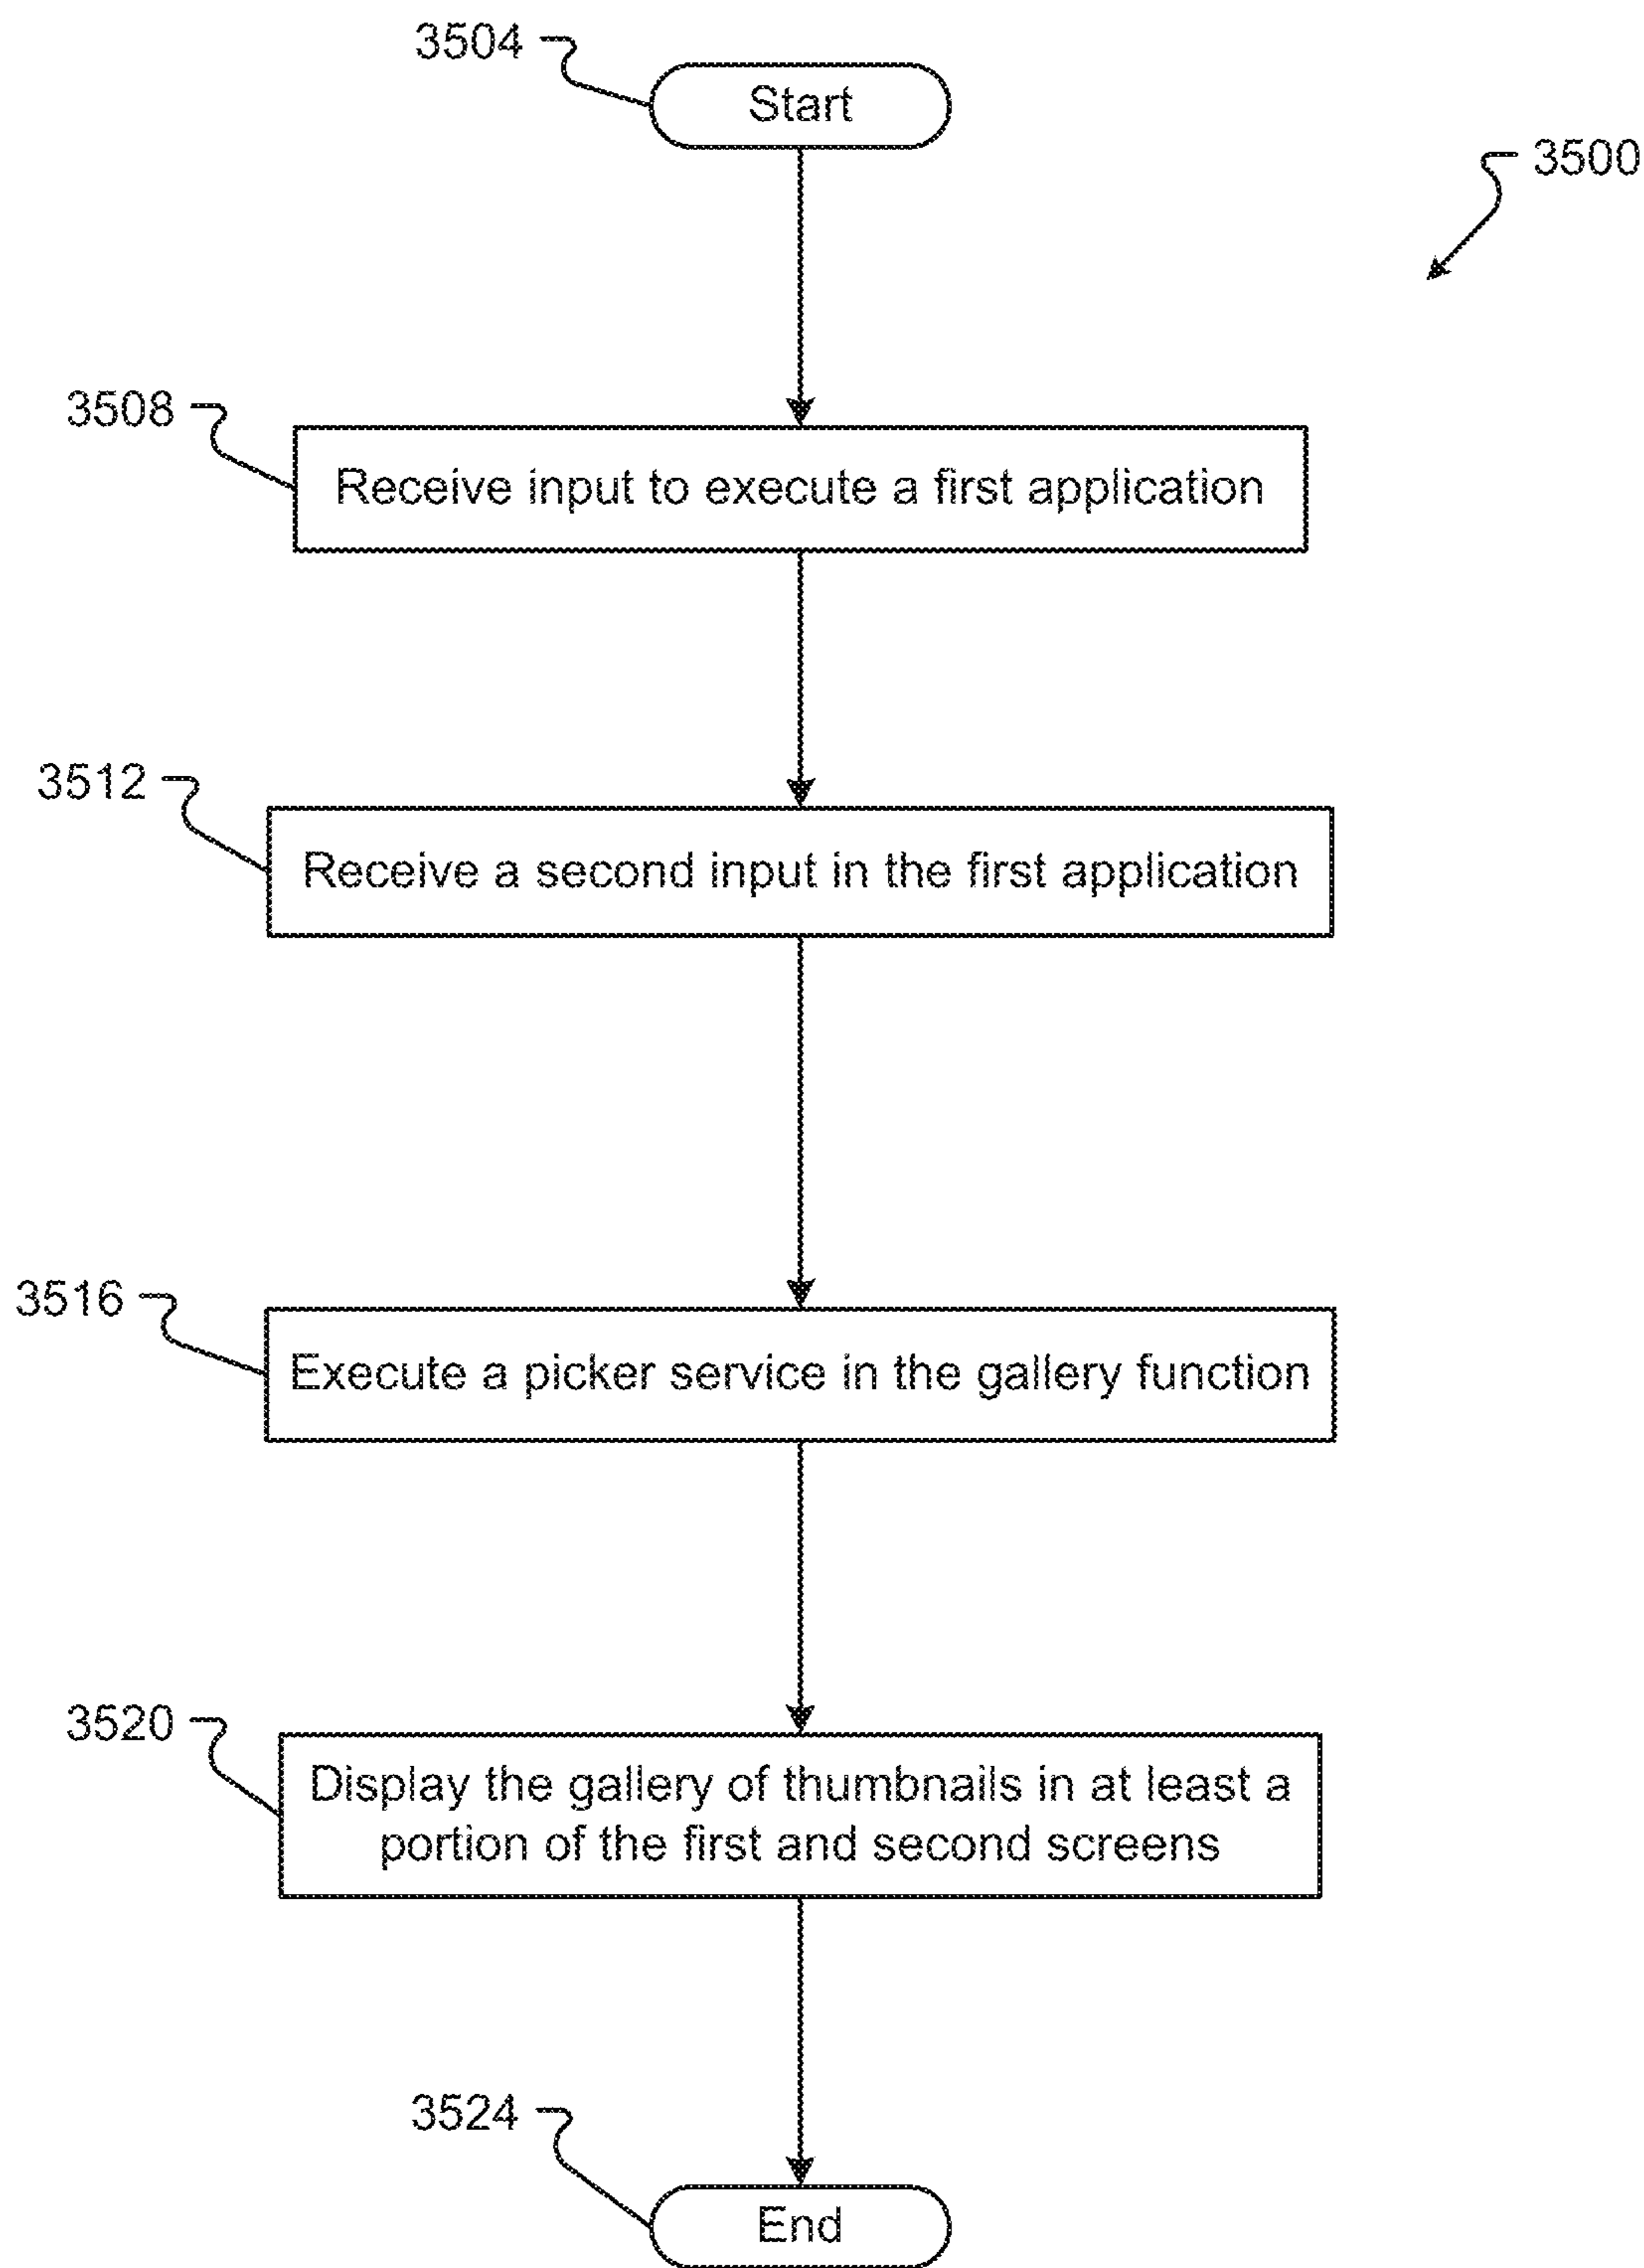 3504
Start
3500
3508
Receive input to execute a first application
3512
Receive a second input in the first application
3516
Execute a picker service in the gallery function
3520
Display the gallery of thumbnails in at least a
portion of the first and second screens
3524
End